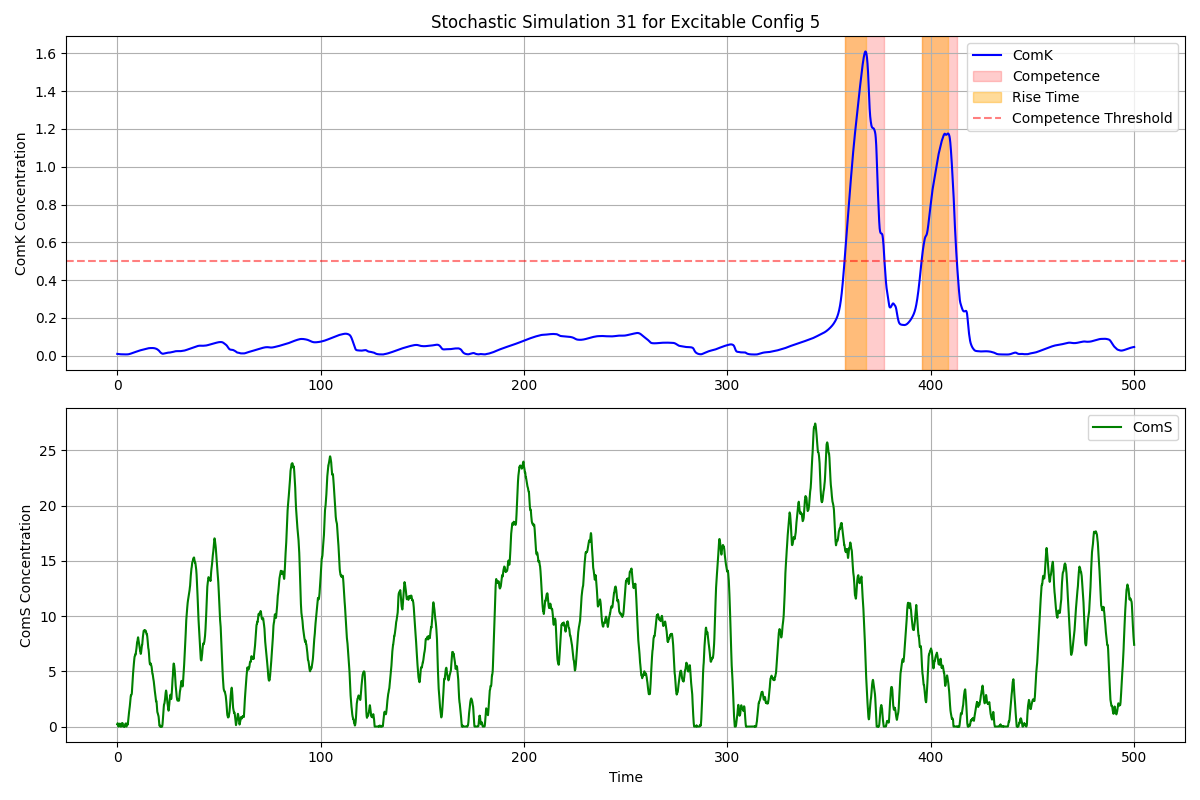 Stochastic Simulation 31 for Excitable Config 5
ComK Concentration
1.6
1.4
1.2
1.0
0.8
0.6
0.4
0.2
0.0
ComK
Competence
Rise Time
Competence Threshold
0 100 200 300 400 500
ComS Concentration
25
20
15
10
5
0
ComS
0 100 200 300 400 500
Time